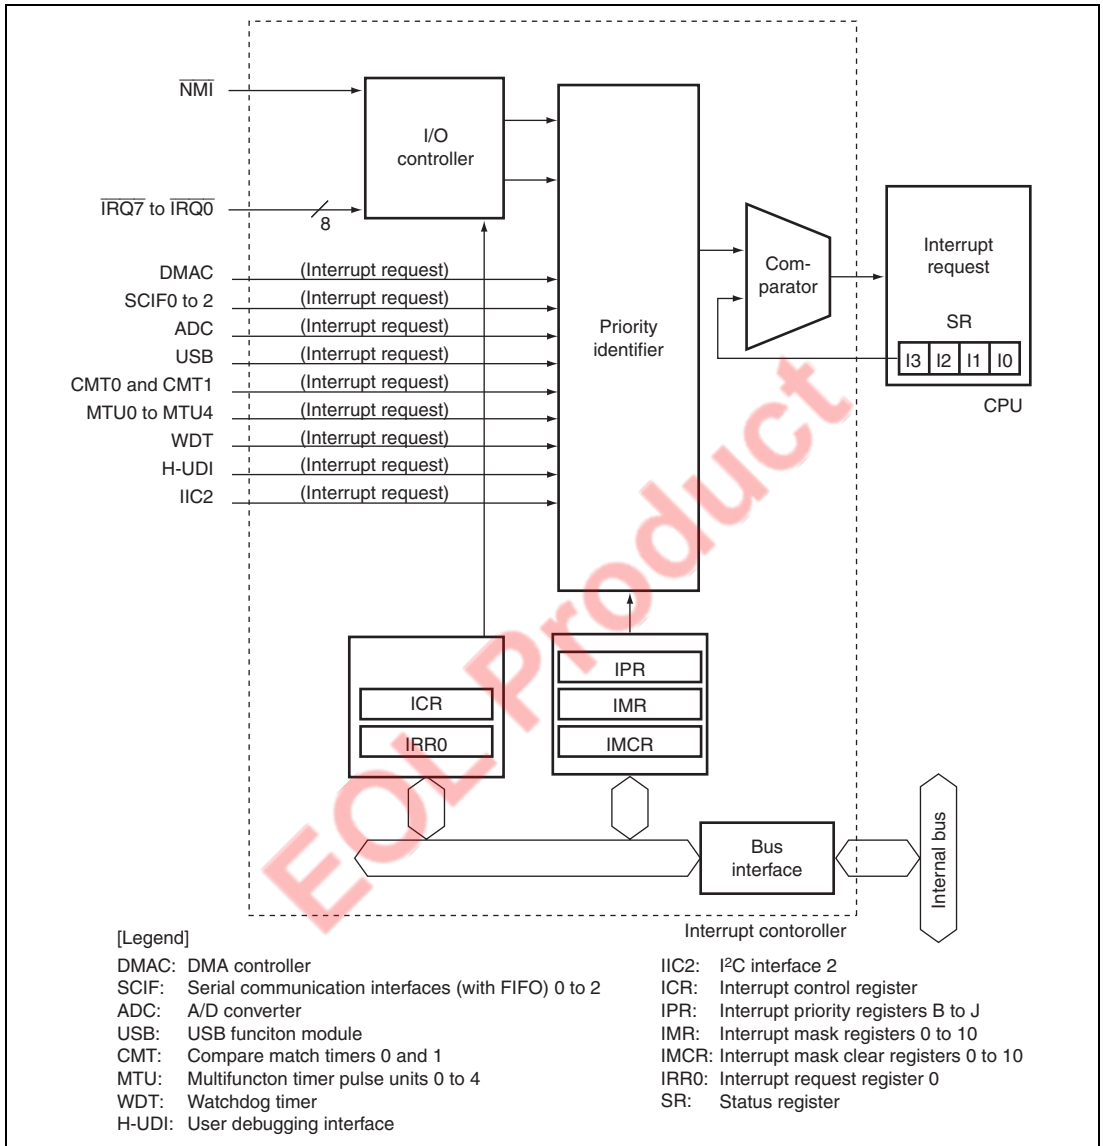 NMI
I/O
controller
IRQ7 to IRQ0
8
DMAC (Interrupt request)
SCIF0 to 2 (Interrupt request)
ADC (Interrupt request)
USB (Interrupt request)
CMT0 and CMT1 (Interrupt request)
MTU0 to MTU4 (Interrupt request)
WDT (Interrupt request)
H-UDI (Interrupt request)
IIC2 (Interrupt request)
Priority
identifier
Com-
parator
Interrupt
request
SR
I3 I2 I1 I0
CPU
ICR
IRR0
IPR
IMR
IMCR
Bus
interface
Internal bus
Interrupt contoroller
EOL Product
[Legend]
DMAC: DMA controller
SCIF: Serial communication interfaces (with FIFO) 0 to 2
ADC: A/D converter
USB: USB funciton module
CMT: Compare match timers 0 and 1
MTU: Multifuncton timer pulse units 0 to 4
WDT: Watchdog timer
H-UDI: User debugging interface
IIC2: I²C interface 2
ICR: Interrupt control register
IPR: Interrupt priority registers B to J
IMR: Interrupt mask registers 0 to 10
IMCR: Interrupt mask clear registers 0 to 10
IRR0: Interrupt request register 0
SR: Status register